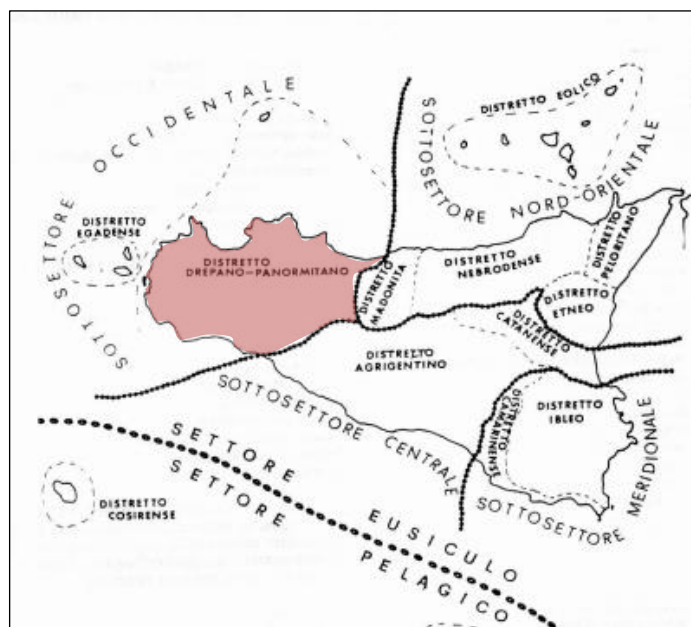 SOTTOSETTORE OCCIDENTALE
DISTRETTO
EGADENSE
DISTRETTO
DREPANO-PANORMITANO
DISTRETTO EOLICO
SOTTOSETTORE NORD-ORIENTALE
DISTRETTO
MADONITA
DISTRETTO
NEBRODENSE
DISTRETTO
PELORITANO
DISTRETTO
ETNEO
DISTRETTO
CATANENSE
DISTRETTO
AGRIGENTINO
SOTTOSETTORE CENTRALE
DISTRETTO
CAMARINENSE
DISTRETTO
IBLEO
SOTTOSETTORE MERIDIONALE
SETTORE EUSICULO
SETTORE PELAGICO
DISTRETTO
COSIRENSE